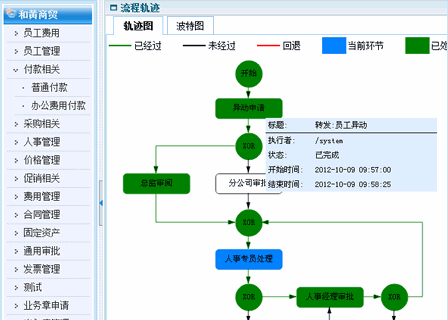 和黄商贸
员工费用
员工管理
付款相关
普通付款
办公费用付款
采购相关
人事管理
价格管理
促销相关
费用管理
合同管理
固定资产
通用审批
发票管理
测试
业务章申请
流程轨迹
轨迹图 波特图
已经过 未经过 回退 当前环节 已处
开始
异动申请
XOR
总监审阅
分公司审批
标题: 转发:员工异动
执行者: /system
状态: 已完成
开始时间: 2012-10-09 09:57:00
结束时间: 2012-10-09 09:58:25
XOR
人事专员处理
XOR
人事经理审批
XOR